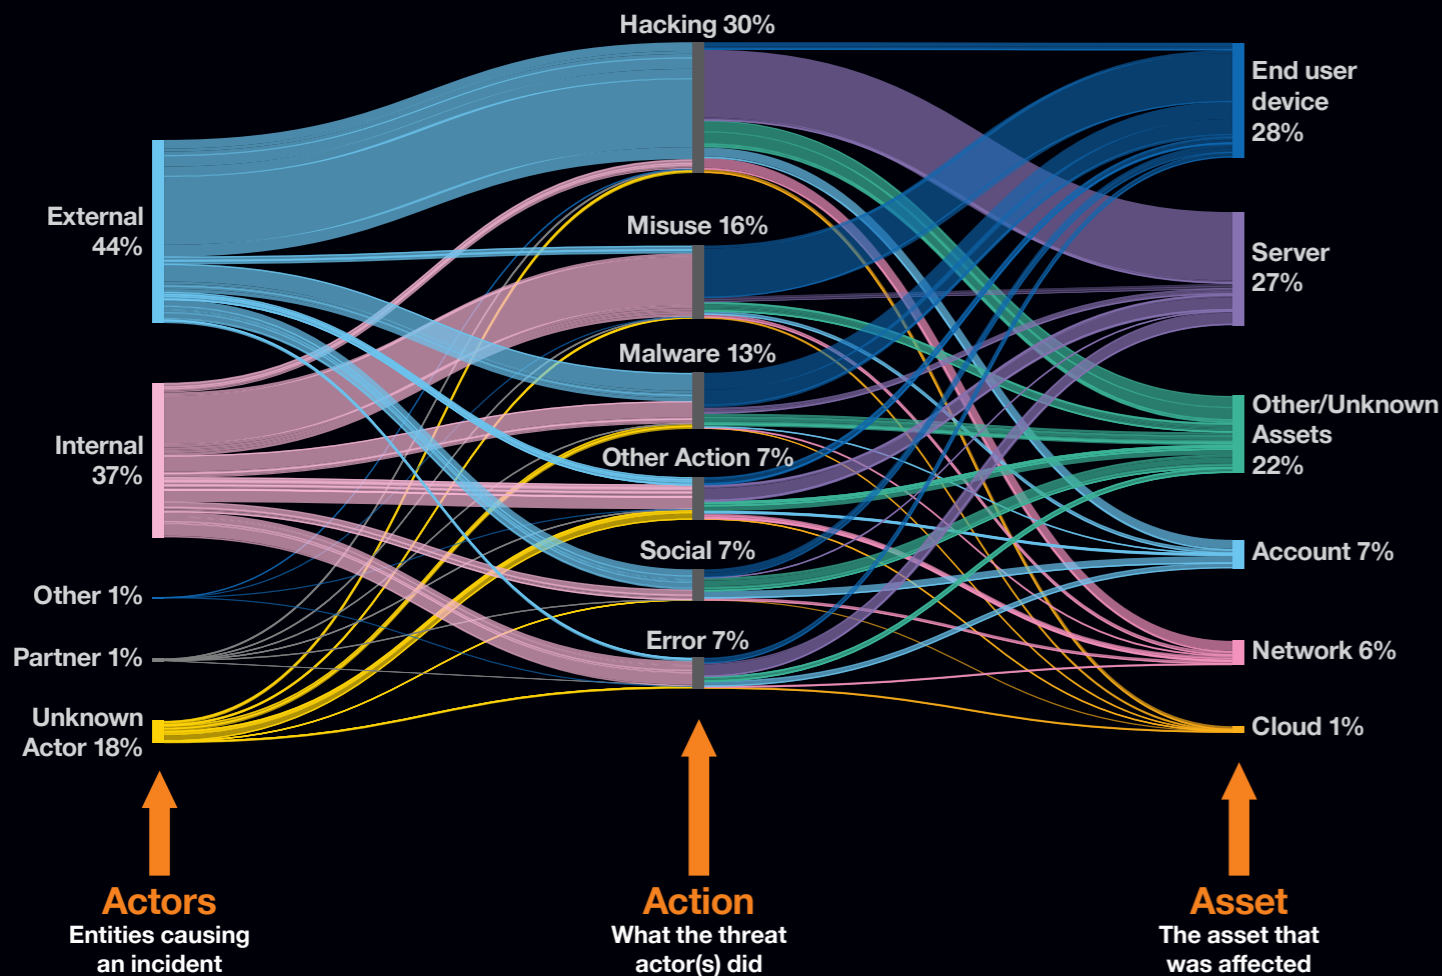 Hacking 30%
Misuse 16%
Malware 13%
Other Action 7%
Social 7%
Error 7%
External
44%
Internal
37%
Other 1%
Partner 1%
Unknown
Actor 18%
End user
device
28%
Server
27%
Other/Unknown
Assets
22%
Account 7%
Network 6%
Cloud 1%
Actors
Entities causing
an incident
Action
What the threat
actor(s) did
Asset
The asset that
was affected